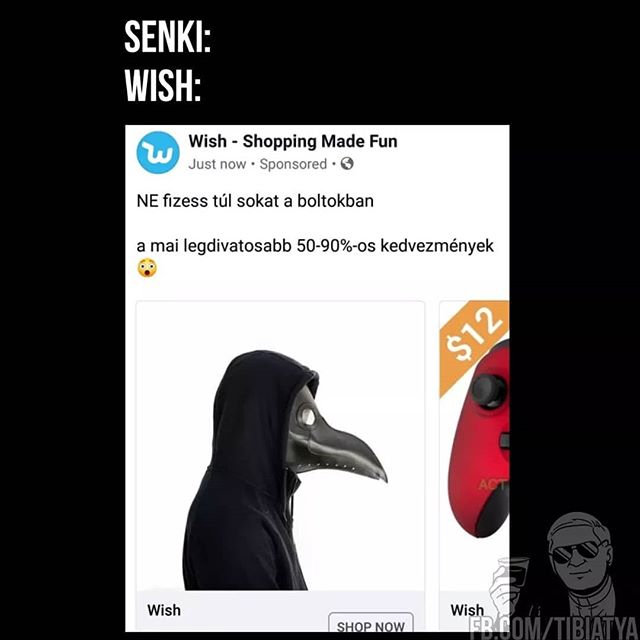 SENKI:
WISH:
Wish - Shopping Made Fun
Just now • Sponsored •
NE fizess túl sokat a boltokban
a mai legdivatosabb 50-90%-os kedvezmények
$12
ACT
Wish
SHOP NOW
Wish
FB.COM/TIBIATYA